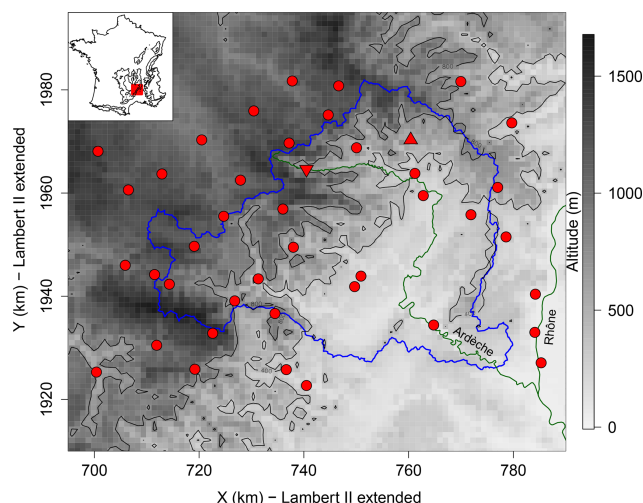 1980
1960
1940
1920
Y (km) − Lambert II extended
700
720
740
760
780
X (km) − Lambert II extended
Ardèche
Rhône
1500
1000
500
0
Altitude (m)